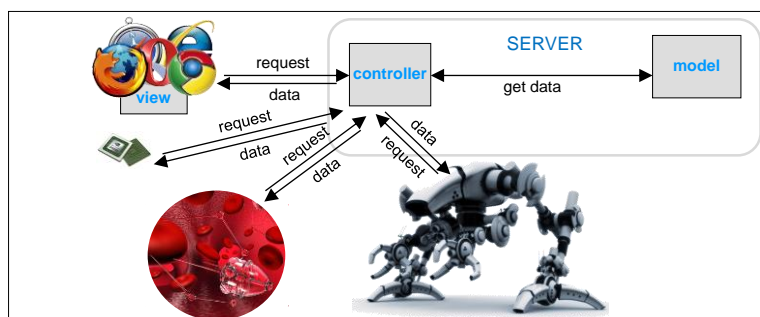 SERVER
request
controller
model
data
get data
view
request
data
request
data
data
request